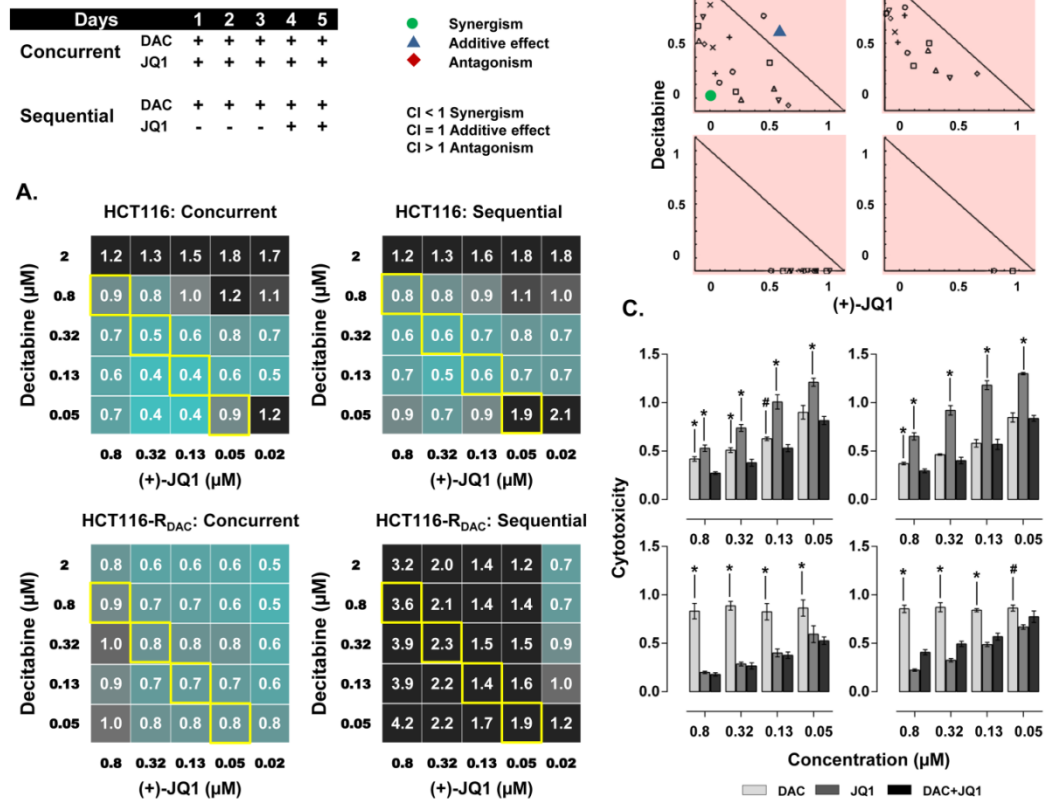 Days 1 2 3 4 5
Concurrent DAC + + + + +
JQ1 + + + + +
Sequential DAC + + + + +
JQ1 - - - + +
Synergism
Additive effect
Antagonism
CI < 1 Synergism
CI = 1 Additive effect
CI > 1 Antagonism
Decitabine
0.5
0
0 0.5 1
0.5
0
0 0.5 1
1
0.5
0
0 0.5 1
1
0.5
0
0 0.5 1
(+)-JQ1
A.
HCT116: Concurrent
Decitabine (µM)
2 1.2 1.3 1.5 1.8 1.7
0.8 0.9 0.8 1.0 1.2 1.1
0.32 0.7 0.5 0.6 0.8 0.7
0.13 0.6 0.4 0.4 0.6 0.5
0.05 0.7 0.4 0.4 0.9 1.2
0.8 0.32 0.13 0.05 0.02
(+)-JQ1 (µM)
HCT116: Sequential
Decitabine (µM)
2 1.2 1.3 1.6 1.8 1.8
0.8 0.8 0.8 0.9 1.1 1.0
0.32 0.6 0.6 0.7 0.8 0.7
0.13 0.7 0.5 0.6 0.7 0.7
0.05 0.9 0.7 0.9 1.9 2.1
0.8 0.32 0.13 0.05 0.02
(+)-JQ1 (µM)
HCT116-RDAC: Concurrent
Decitabine (µM)
2 0.8 0.6 0.6 0.6 0.5
0.8 0.9 0.7 0.7 0.6 0.5
0.32 1.0 0.8 0.8 0.8 0.6
0.13 0.9 0.7 0.7 0.7 0.6
0.05 1.0 0.8 0.8 0.8 0.8
0.8 0.32 0.13 0.05 0.02
(+)-JQ1 (µM)
HCT116-RDAC: Sequential
Decitabine (µM)
2 3.2 2.0 1.4 1.2 0.7
0.8 3.6 2.1 1.4 1.4 0.7
0.32 3.9 2.3 1.5 1.5 0.9
0.13 3.9 2.2 1.4 1.6 1.0
0.05 4.2 2.2 1.7 1.9 1.2
0.8 0.32 0.13 0.05 0.02
(+)-JQ1 (µM)
C.
Cytotoxicity
1.5
1.0
0.5
0.0
* * * * # * *
0.8 0.32 0.13 0.05
1.5
1.0
0.5
0.0
* * * * *
0.8 0.32 0.13 0.05
1.5
1.0
0.5
0.0
* * * *
0.8 0.32 0.13 0.05
1.5
1.0
0.5
0.0
* * * #
0.8 0.32 0.13 0.05
Concentration (µM)
DAC JQ1 DAC+JQ1